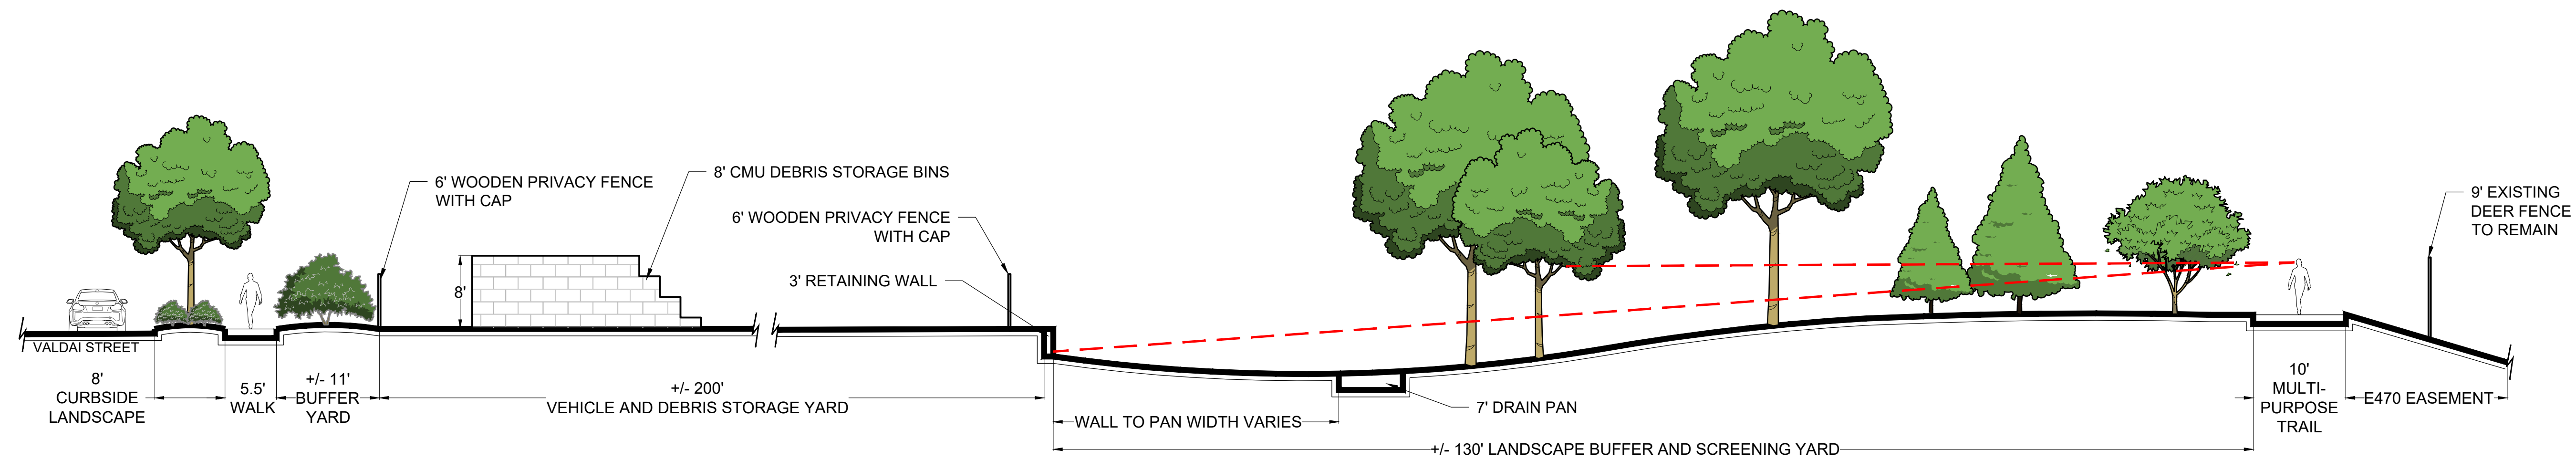 6' WOODEN PRIVACY FENCE
WITH CAP
8' CMU DEBRIS STORAGE BINS
6' WOODEN PRIVACY FENCE
WITH CAP
3' RETAINING WALL
9' EXISTING
DEER FENCE
TO REMAIN
8'
VALDAI STREET
8'
CURBSIDE
LANDSCAPE
5.5'
WALK
+/- 11'
BUFFER
YARD
+/- 200'
VEHICLE AND DEBRIS STORAGE YARD
WALL TO PAN WIDTH VARIES
7' DRAIN PAN
+/- 130' LANDSCAPE BUFFER AND SCREENING YARD
10'
MULTI-
PURPOSE
TRAIL
E470 EASEMENT